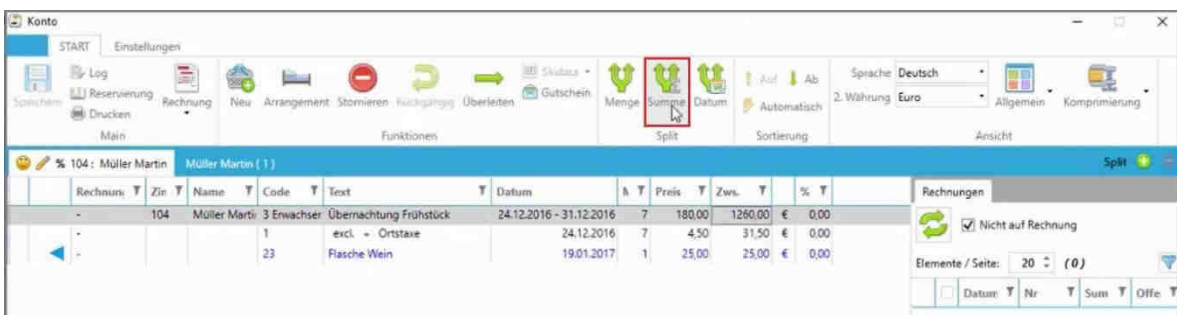 Konto
START Einstellungen
Speichern
Log
Reservierung
Drucken
Rechnung
Main
Neu Arrangement Stornieren Rückgängig Überleiten
Skidata
Gutschein
Funktionen
Menge Summe Datum
Split
Auf Ab
Automatisch
Sortierung
Sprache Deutsch
2. Währung Euro
Allgemein Komprimierung
Ansicht
% 104 : Müller Martin Müller Martin ( 1 ) Split
Rechnun Zir Name Code Text Datum Preis Zws. %
- 104 Müller Marti 3 Erwachser Übernachtung Frühstück 24.12.2016 - 31.12.2016 7 180,00 1260,00 € 0,00
- 1 excl. - Ortstaxe 24.12.2016 7 4,50 31,50 € 0,00
- 23 Flasche Wein 19.01.2017 1 25,00 25,00 € 0,00
Rechnungen
Nicht auf Rechnung
Elemente / Seite: 20 ( 0 )
Datum Nr Sum Offe